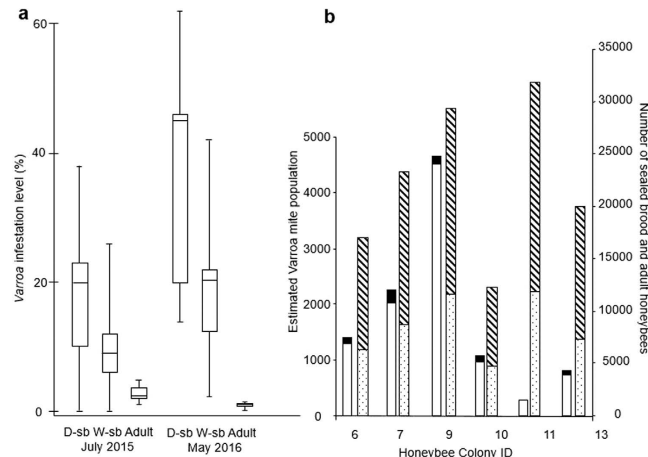 a
60
40
20
0
Varroa infestation level (%)
D-sb W-sb Adult
July 2015
D-sb W-sb Adult
May 2016
b
5000
4000
3000
2000
1000
0
Estimated Varroa mite population
35000
30000
25000
20000
15000
10000
5000
0
Number of sealed brood and adult honeybees
6 7 9 10 11 13
Honeybee Colony ID